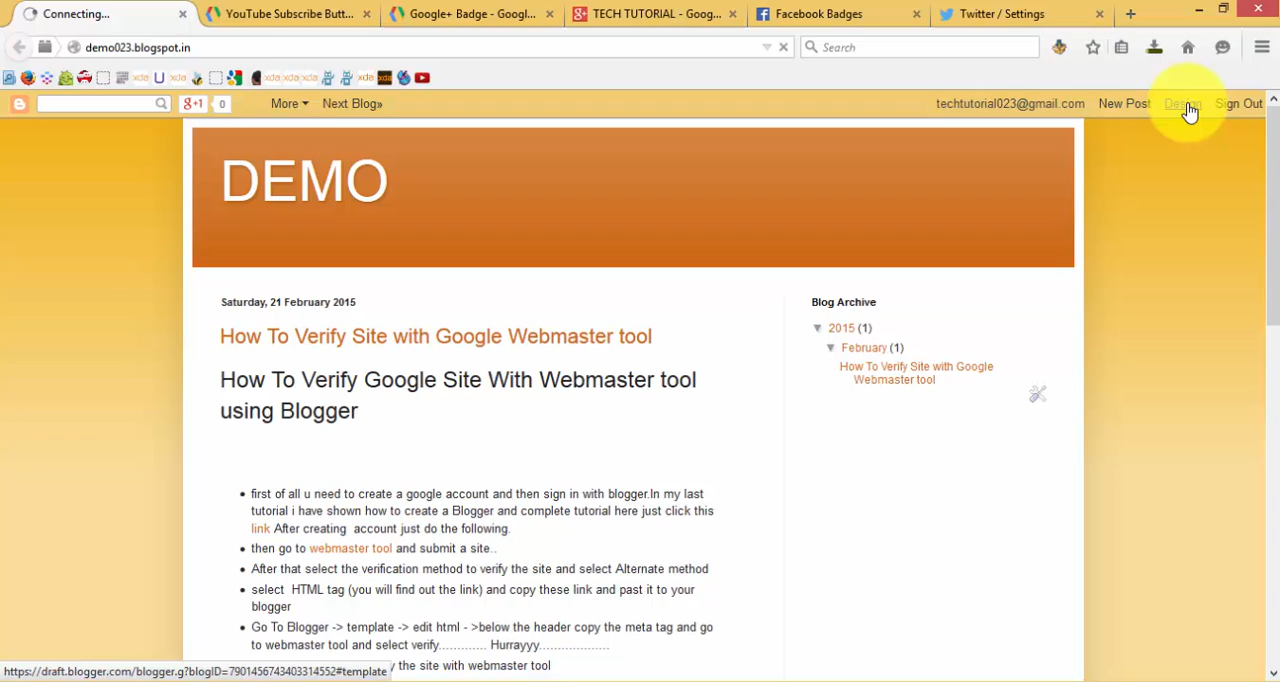 Connecting...
YouTube Subscribe Butt...
Google+ Badge - Googl...
TECH TUTORIAL - Goog...
Facebook Badges
Twitter / Settings
demo023.blogspot.in
Search
g+1 0
More
Next Blog»
techtutorial023@gmail.com
New Post
Design
Sign Out
DEMO
Saturday, 21 February 2015
How To Verify Site with Google Webmaster tool
How To Verify Google Site With Webmaster tool
using Blogger
first of all u need to create a google account and then sign in with blogger.In my last
tutorial i have shown how to create a Blogger and complete tutorial here just click this
link After creating account just do the following.
then go to webmaster tool and submit a site..
After that select the verification method to verify the site and select Alternate method
select HTML tag (you will find out the link) and copy these link and past it to your
blogger
Go To Blogger -> template -> edit html - >below the header copy the meta tag and go
to webmaster tool and select verify............. Hurrayyy...................
the site with webmaster tool
Blog Archive
2015 (1)
February (1)
How To Verify Site with Google
Webmaster tool
https://draft.blogger.com/blogger.g?blogID=7901456743403314552#template